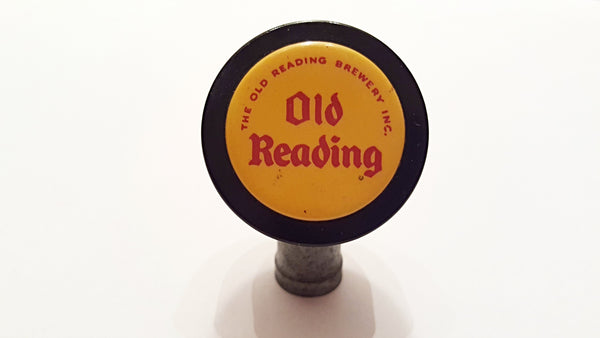 THE OLD READING BREWERY INC.
Old
Reading